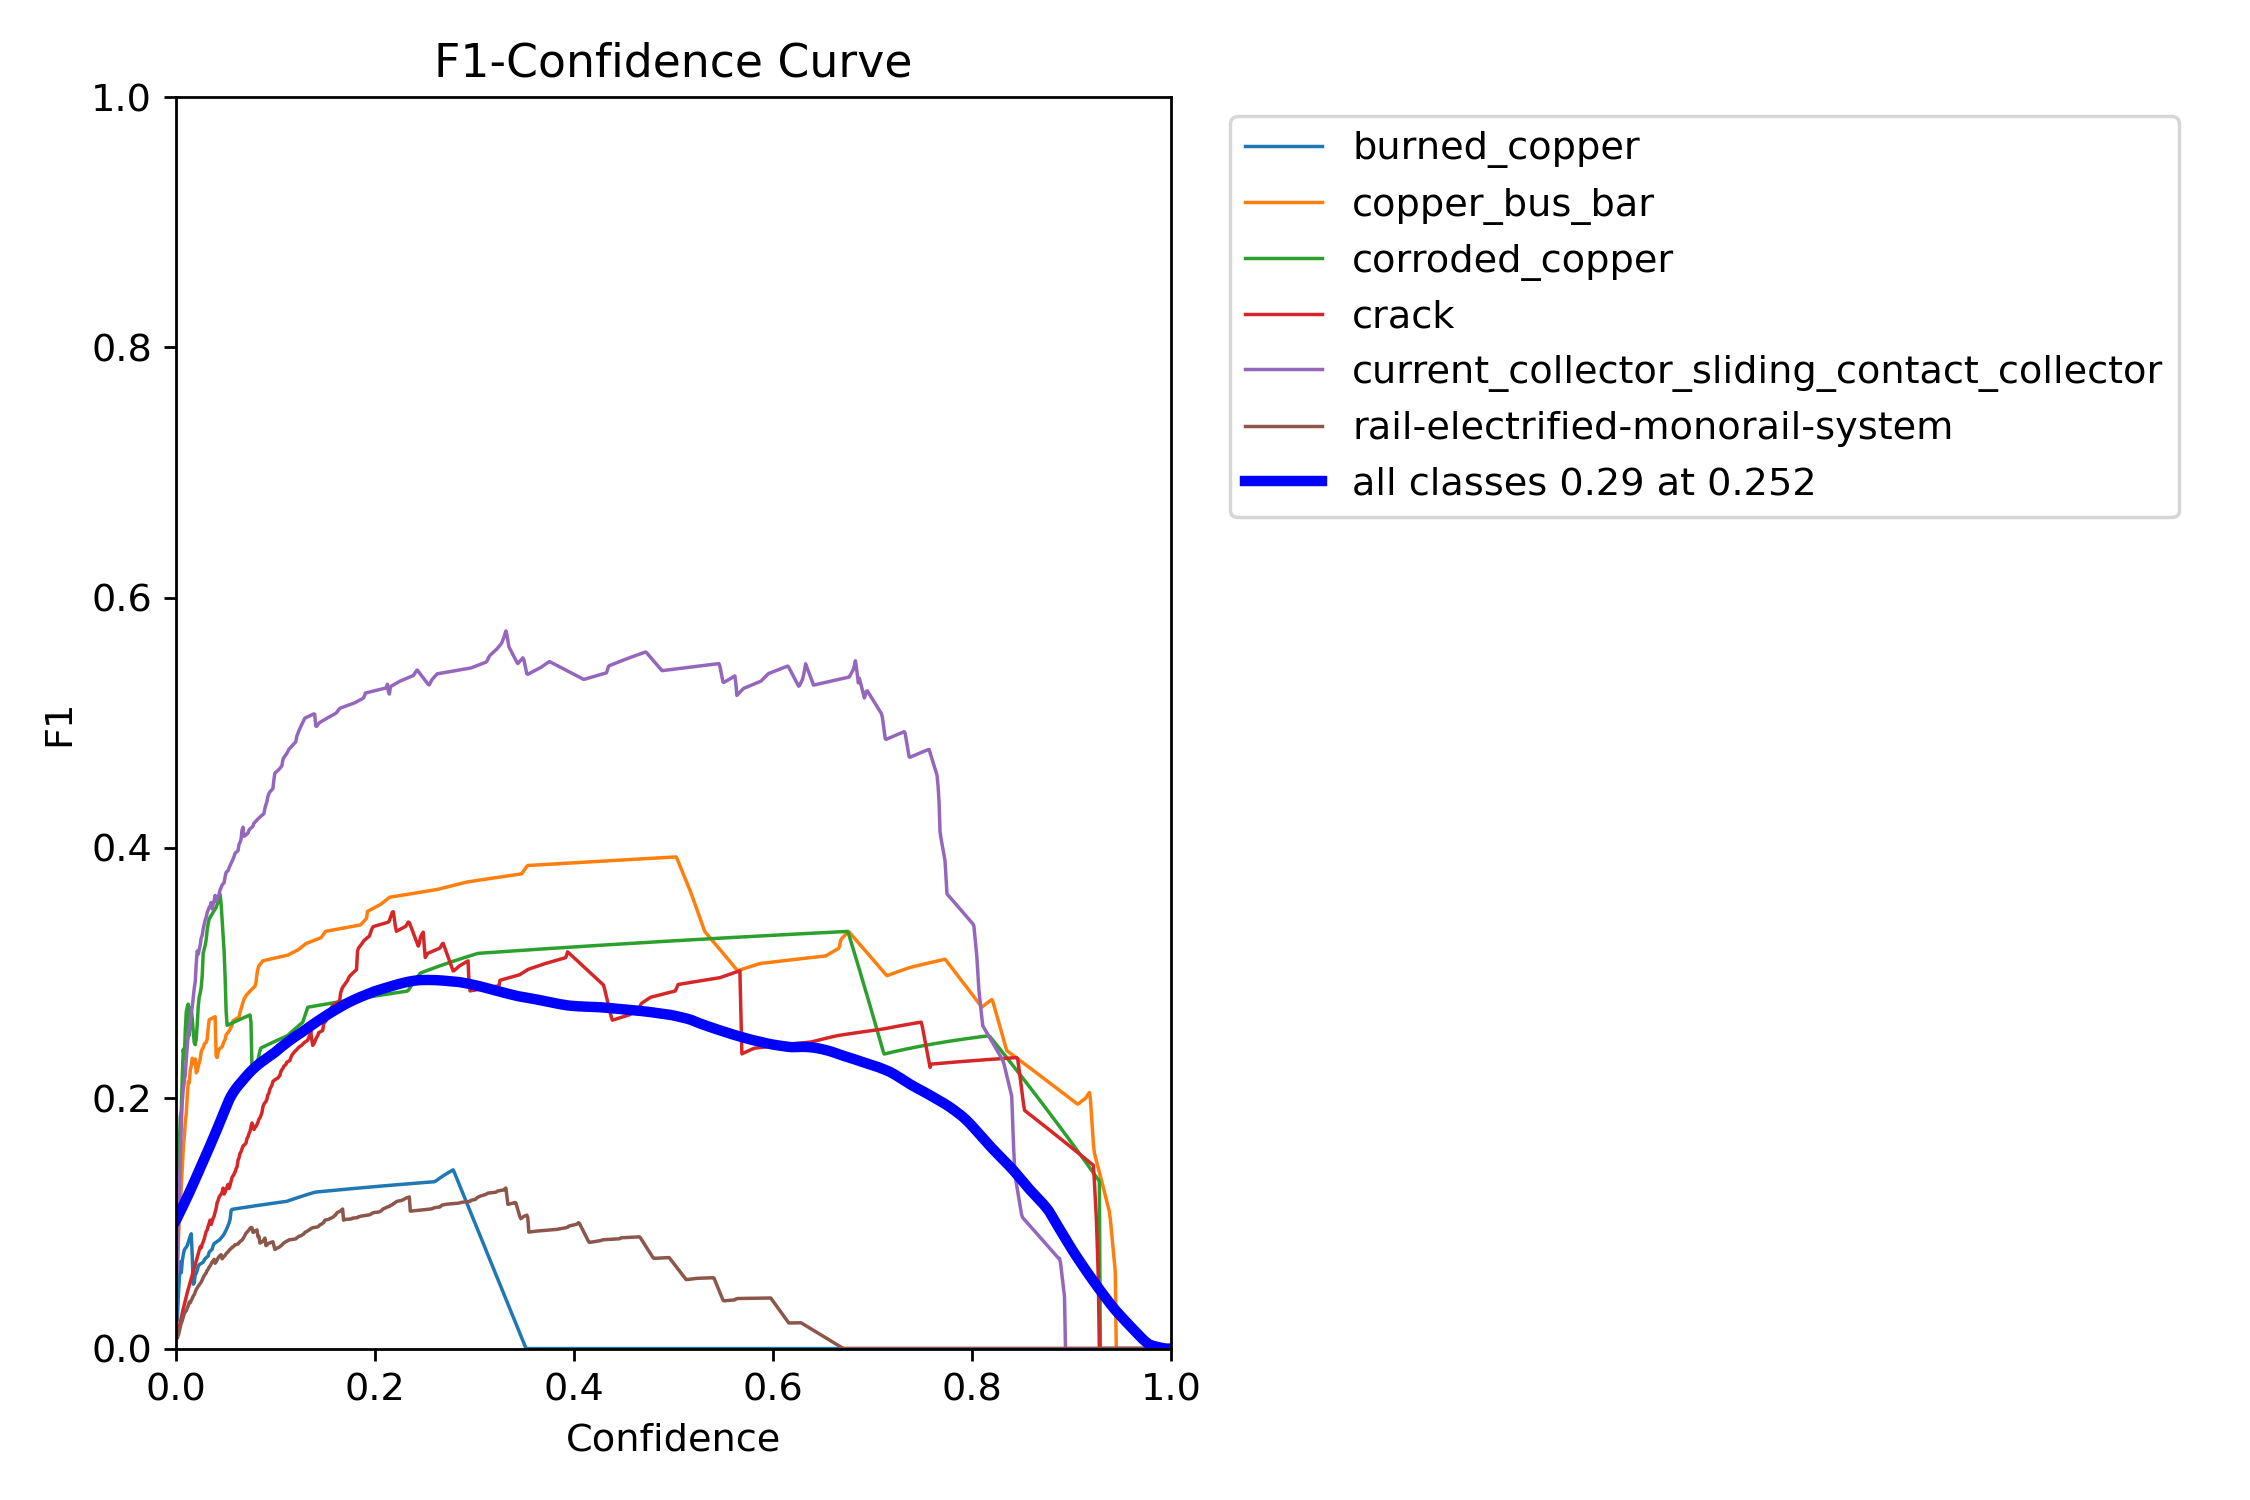 F1-Confidence Curve
1.0
0.8
0.6
0.4
0.2
0.0
F1
0.0 0.2 0.4 0.6 0.8 1.0
Confidence
burned_copper
copper_bus_bar
corroded_copper
crack
current_collector_sliding_contact_collector
rail-electrified-monorail-system
all classes 0.29 at 0.252